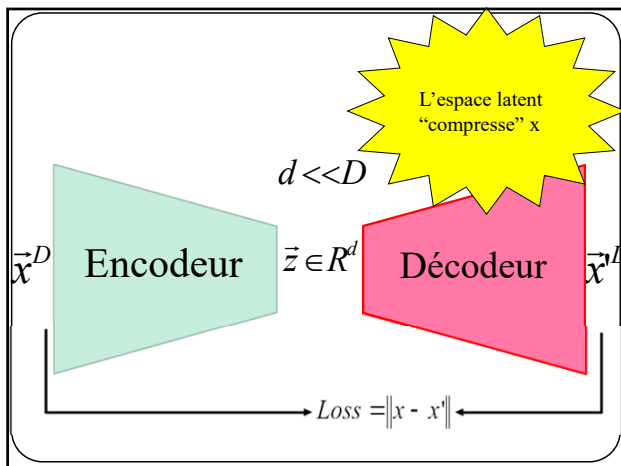 L'espace latent
“compresse” x
d << D
x⃗^D
Encodeur
z⃗ ∈ R^d
Décodeur
x⃗'^D
Loss = ‖x - x'‖